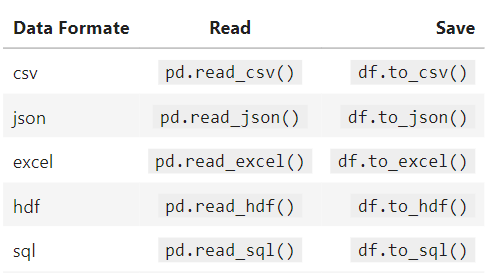 Data Formate Read Save
csv pd.read_csv() df.to_csv()
json pd.read_json() df.to_json()
excel pd.read_excel() df.to_excel()
hdf pd.read_hdf() df.to_hdf()
sql pd.read_sql() df.to_sql()